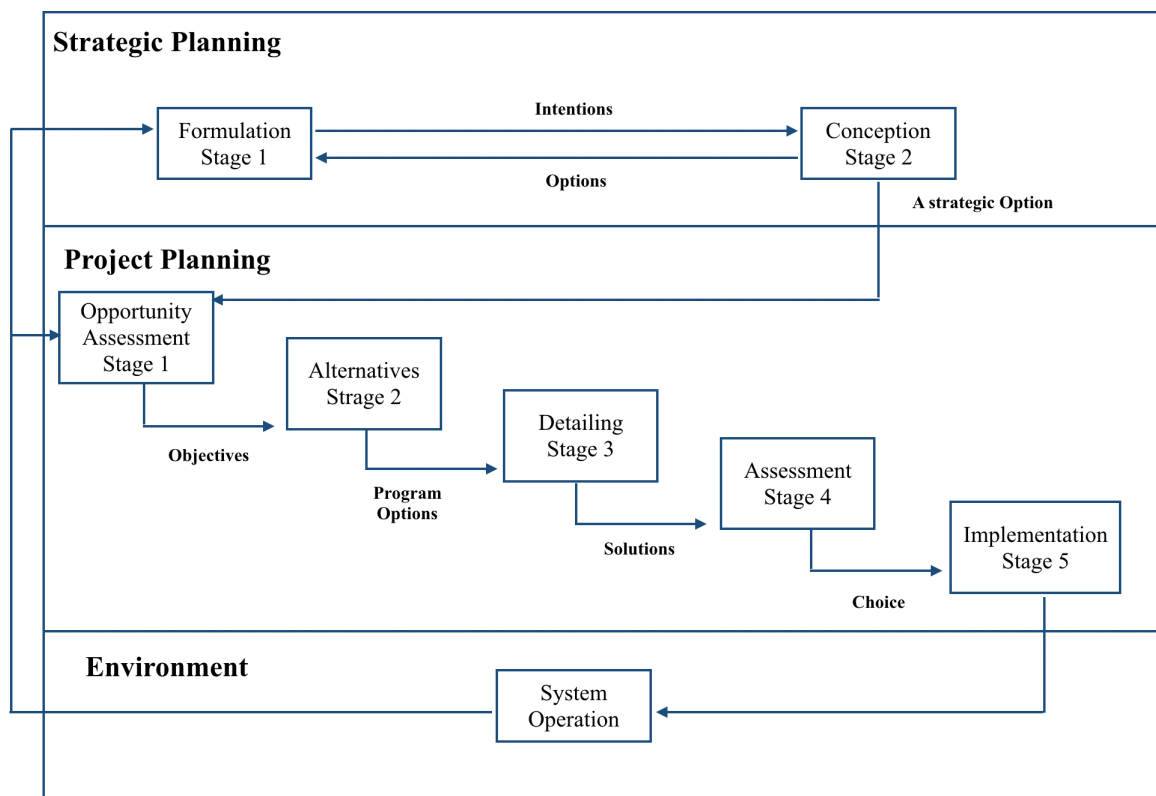 Strategic Planning
Intentions
Formulation
Stage 1
Conception
Stage 2
Options
A strategic Option
Project Planning
Opportunity
Assessment
Stage 1
Alternatives
Strage 2
Detailing
Stage 3
Objectives
Assessment
Stage 4
Program
Options
Implementation
Stage 5
Solutions
Choice
Environment
System
Operation